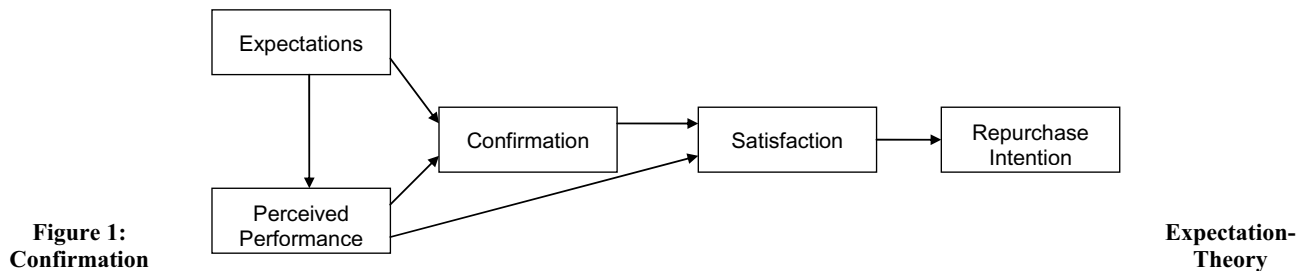 Expectations
Confirmation
Satisfaction
Repurchase
Intention
Perceived
Performance
Figure 1: Expectation-
Confirmation Theory